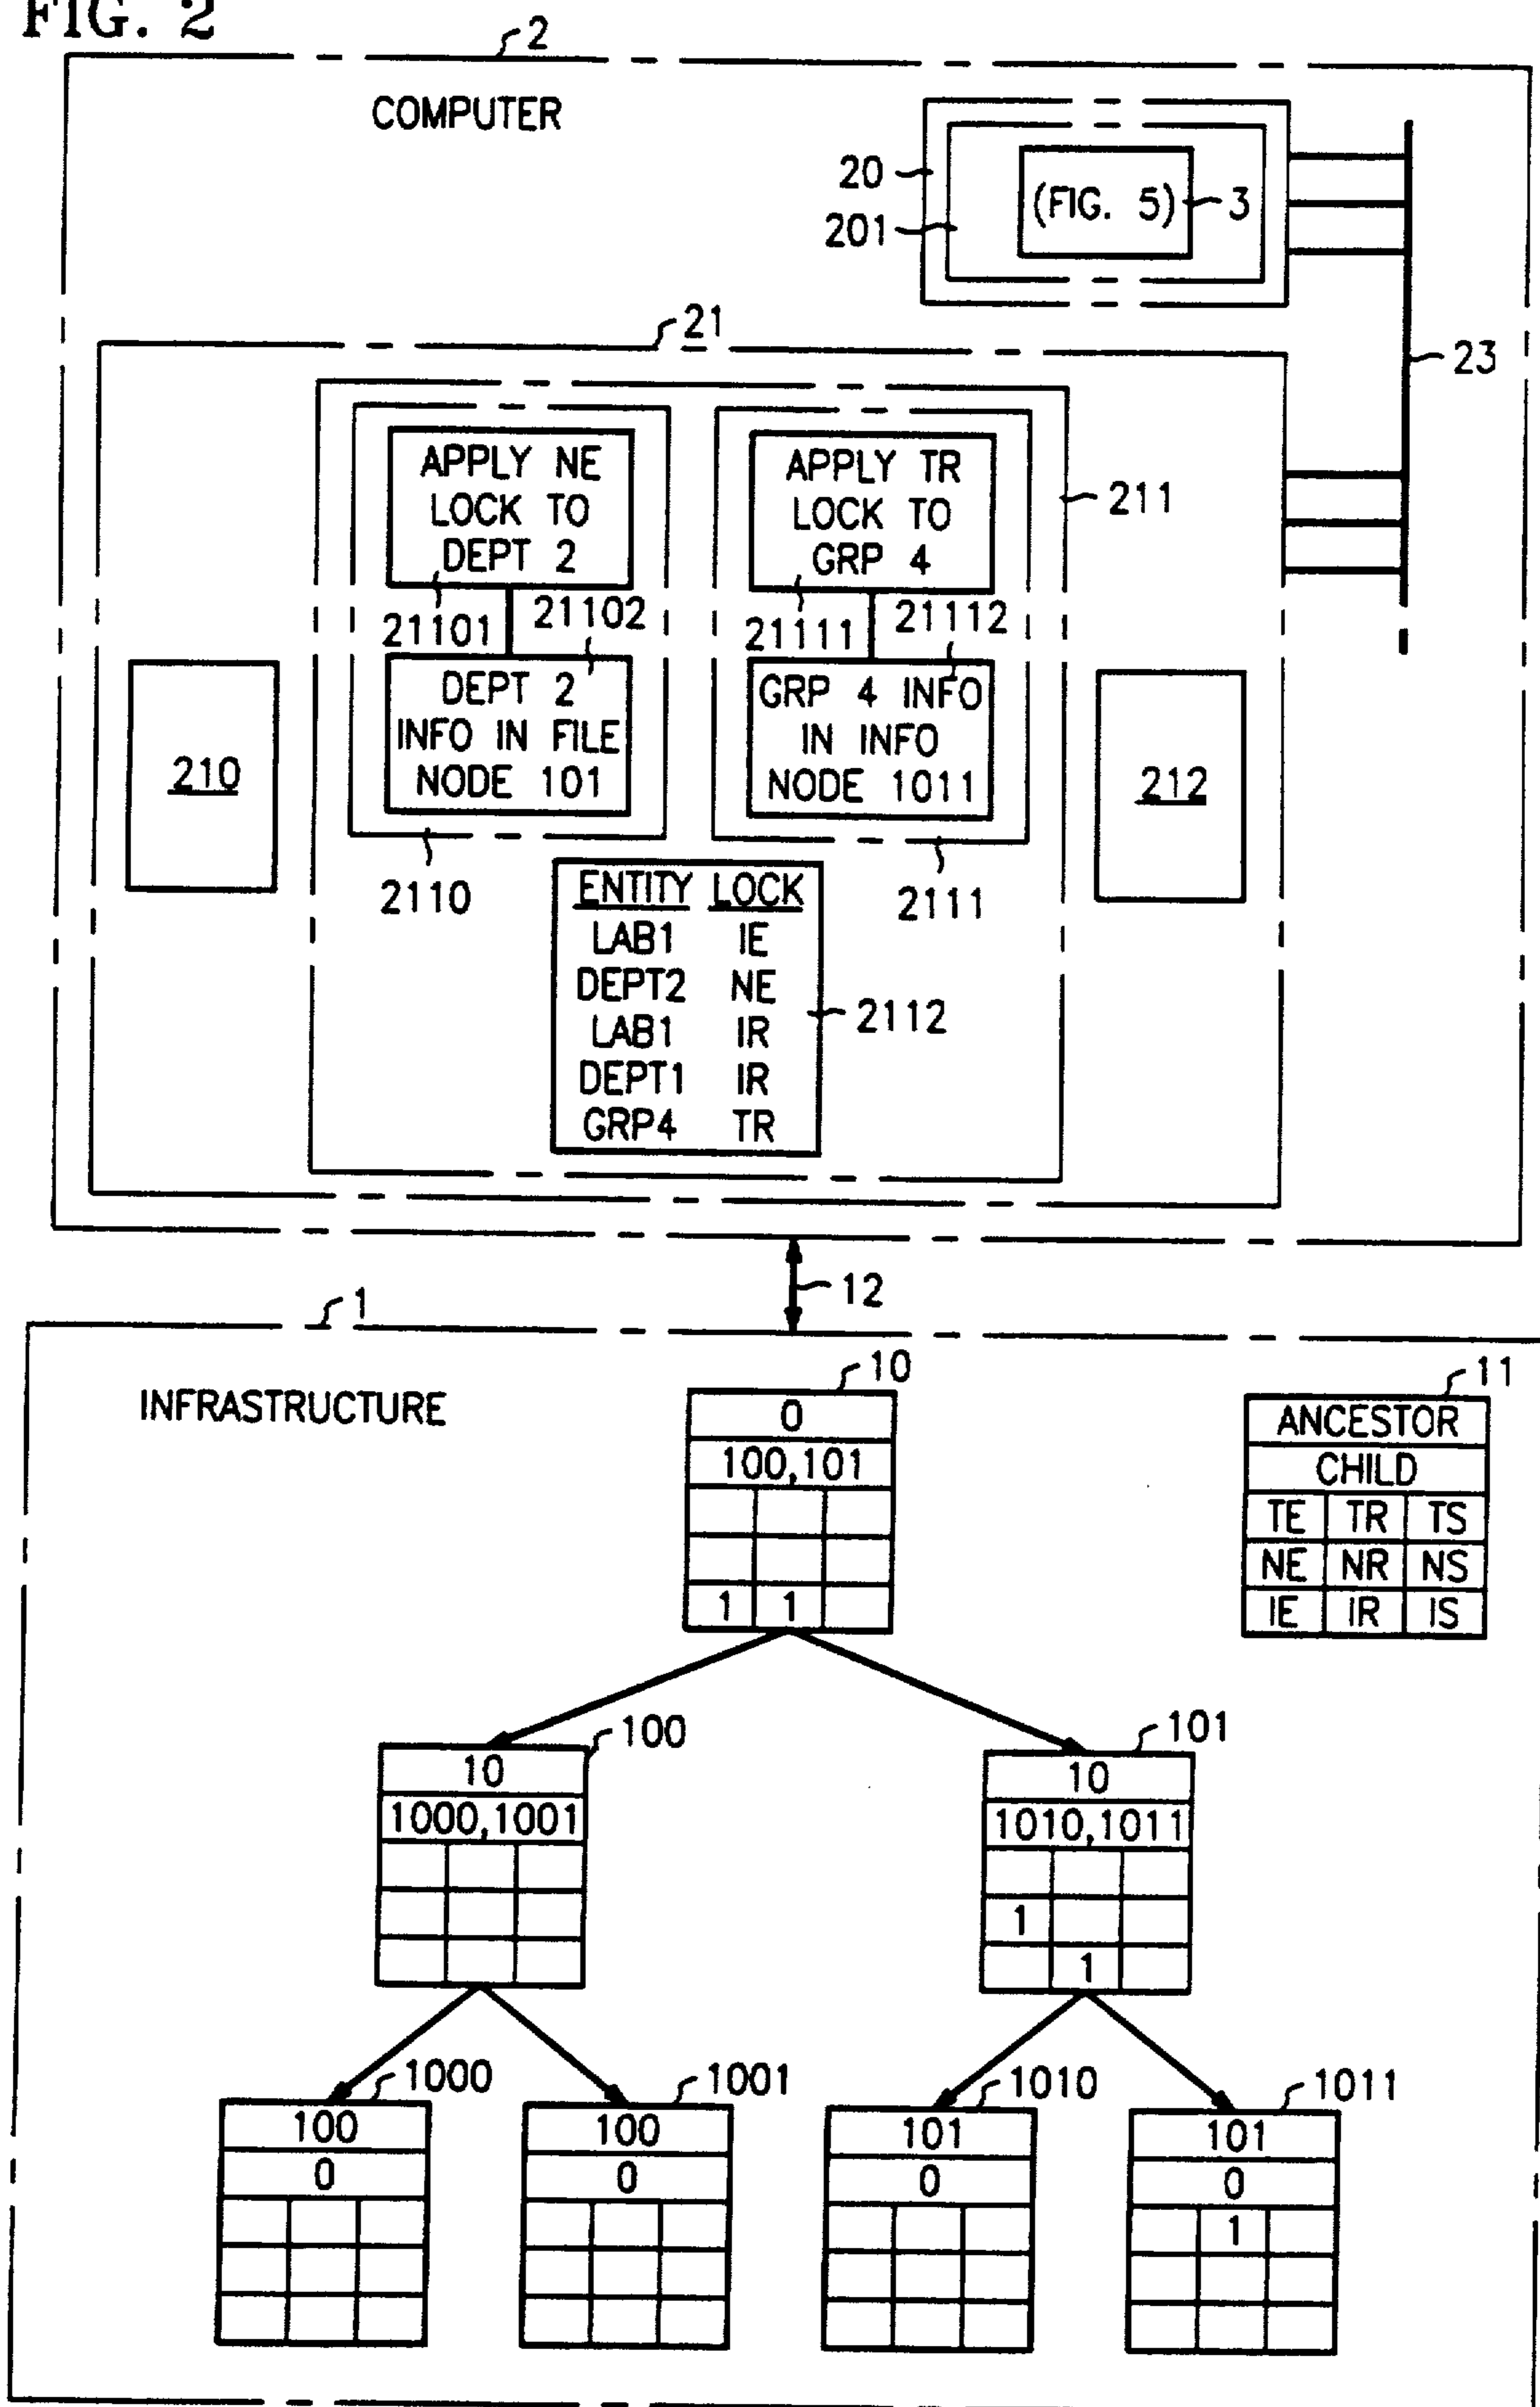 FIG. 2
2
COMPUTER
20
201
(FIG. 5)
3
23
21
211
APPLY NE
LOCK TO
DEPT 2
21101
21102
DEPT 2
INFO IN FILE
NODE 101
2110
APPLY TR
LOCK TO
GRP 4
21111
21112
GRP 4 INFO
IN INFO
NODE 1011
2111
210
212
ENTITY LOCK
LAB1 IE
DEPT2 NE
LAB1 IR
DEPT1 IR
GRP4 TR
2112
12
1
INFRASTRUCTURE
10
0
100,101
1 1
11
ANCESTOR
CHILD
TE TR TS
NE NR NS
IE IR IS
100
10
1000,1001
101
10
1010,1011
1
1
1000
100
0
1001
100
0
1010
101
0
1011
101
0
1